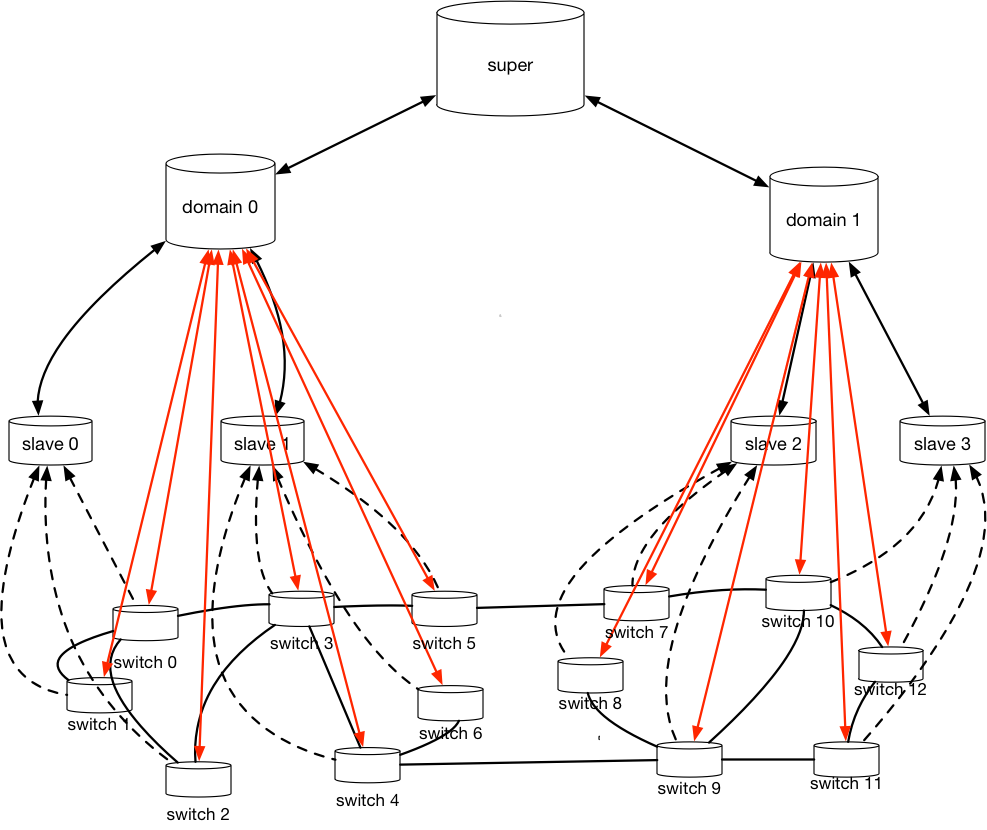 super
domain 0
domain 1
slave 0
slave 1
slave 2
slave 3
switch 7
switch 10
switch 3
switch 5
switch 0
switch 12
switch 8
switch 1
switch 6
switch 11
switch 9
switch 4
switch 2